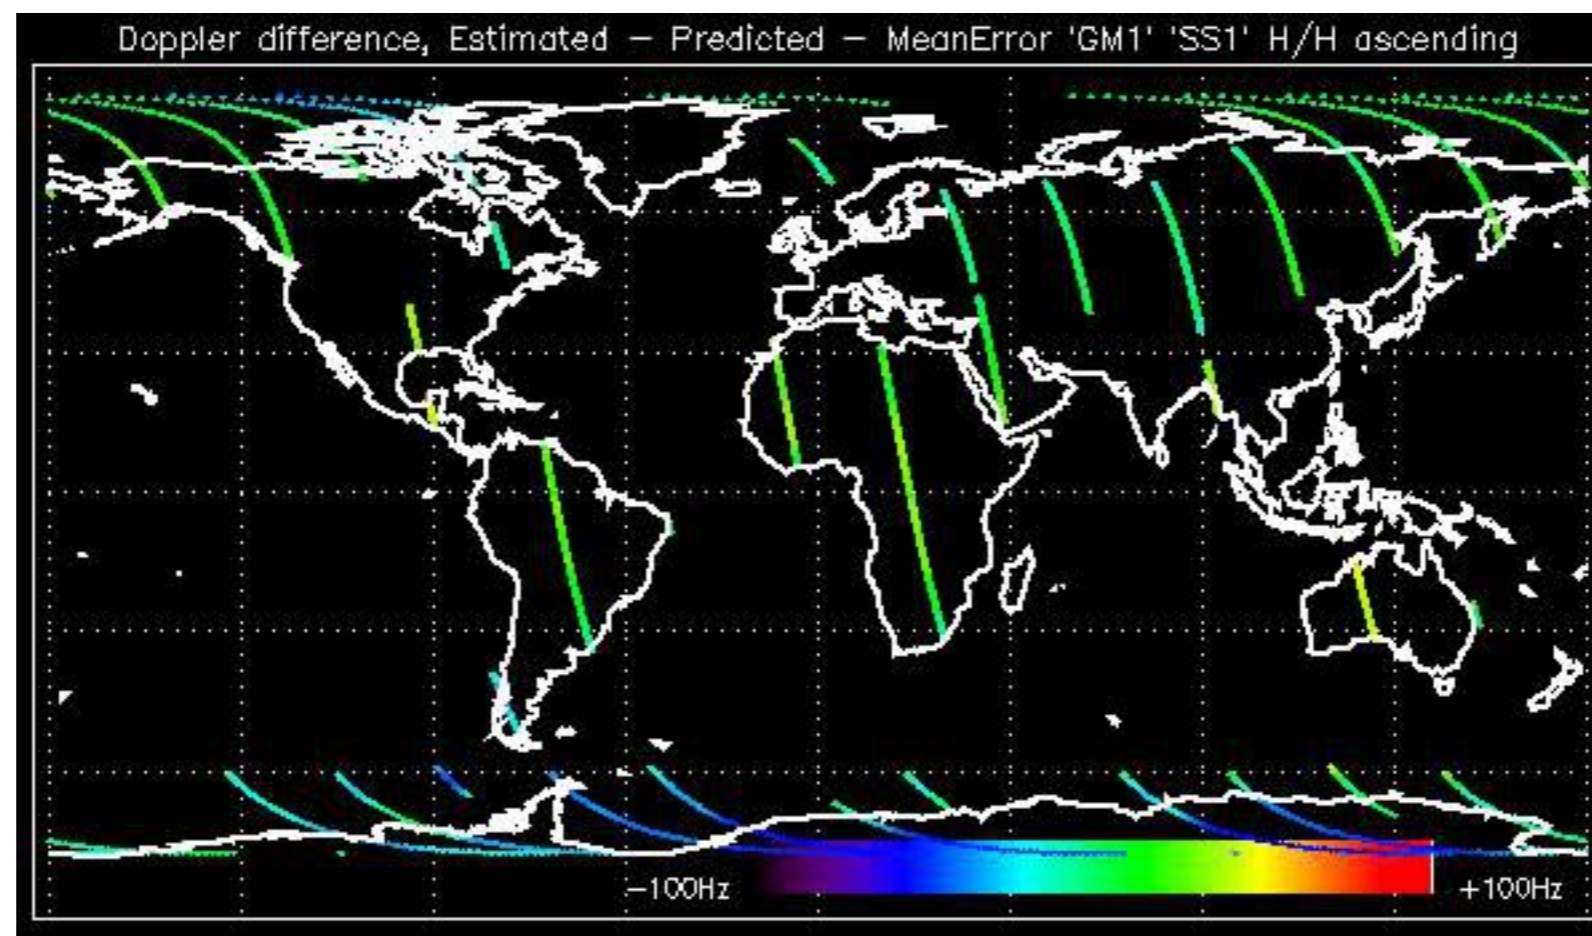 Doppler difference, Estimated – Predicted – MeanError 'GM1' 'SS1' H/H ascending
–100Hz +100Hz